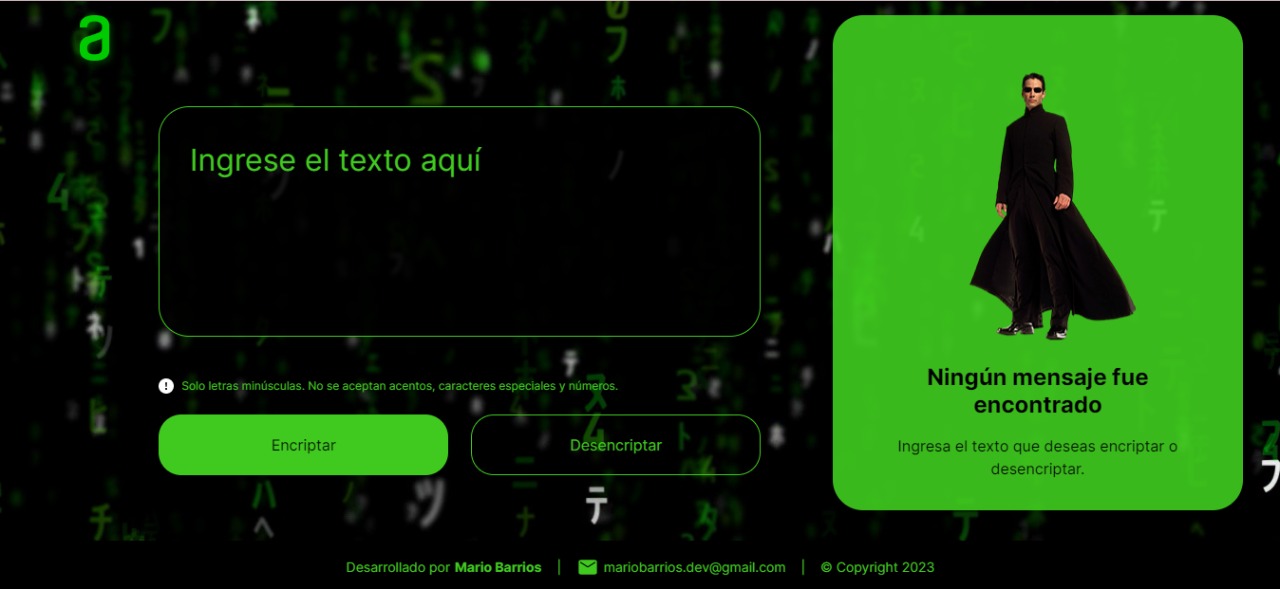 a
Ingrese el texto aquí
Solo letras minúsculas. No se aceptan acentos, caracteres especiales y números.
Encriptar
Desencriptar
Ningún mensaje fue
encontrado
Ingresa el texto que deseas encriptar o
desencriptar.
Desarrollado por Mario Barrios | mariobarrios.dev@gmail.com | © Copyright 2023